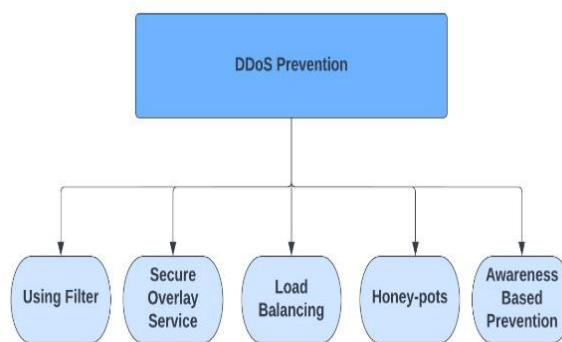 DDoS Prevention
Using Filter
Secure
Overlay
Service
Load
Balancing
Honey-pots
Awareness
Based
Prevention